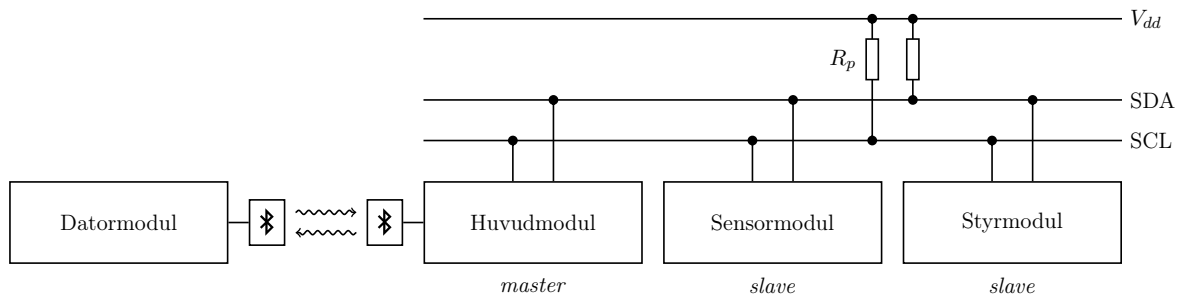 V_dd
R_p
SDA
SCL
Datormodul
Huvudmodul
Sensormodul
Styrmodul
master
slave
slave